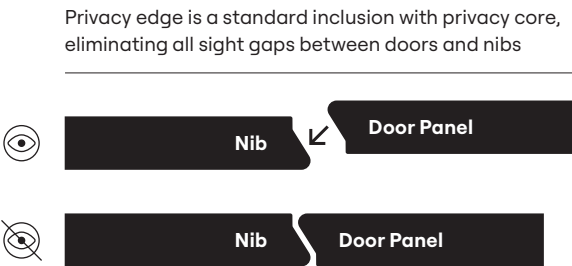 Privacy edge is a standard inclusion with privacy core,
eliminating all sight gaps between doors and nibs
Door Panel
Nib
Nib Door Panel